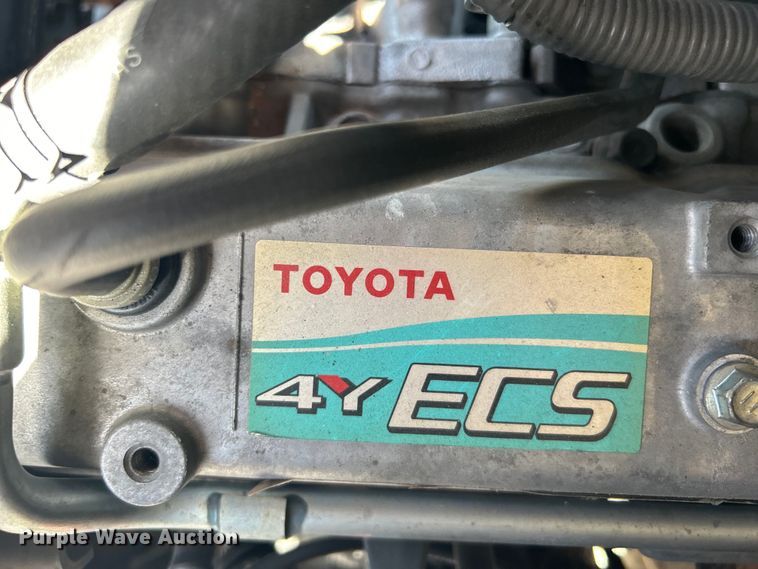 TOYOTA
4Y ECS
Purple Wave Auction